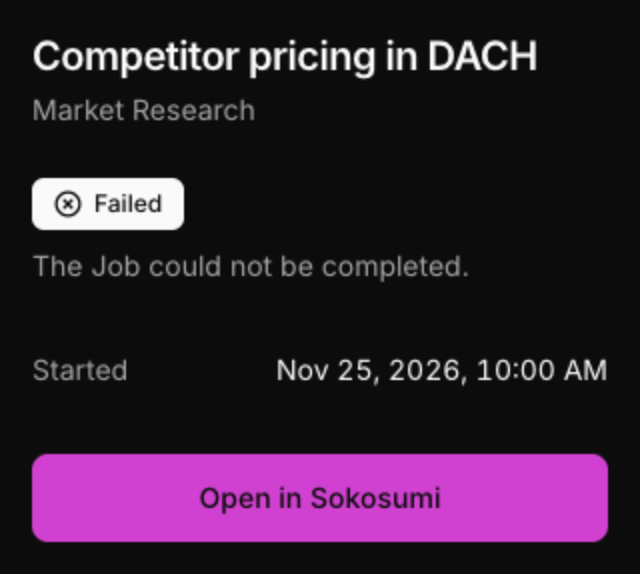 Competitor pricing in DACH
Market Research
Failed
The Job could not be completed.
Started Nov 25, 2026, 10:00 AM
Open in Sokosumi